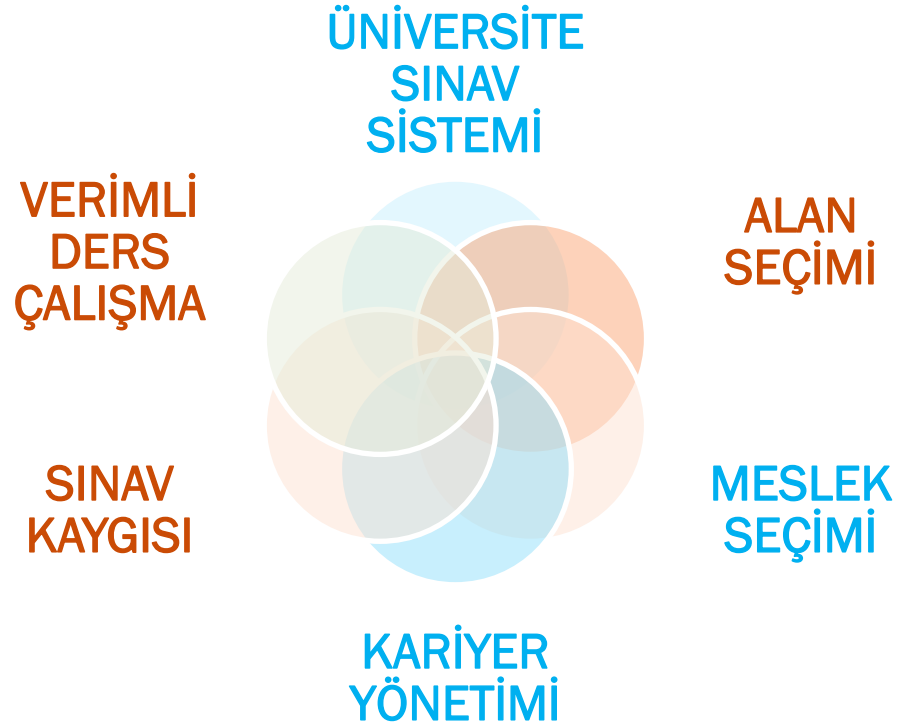 ÜNİVERSİTE
SINAV
SİSTEMİ
ALAN
SEÇİMİ
MESLEK
SEÇİMİ
KARİYER
YÖNETİMİ
SINAV
KAYGISI
VERİMLİ
DERS
ÇALIŞMA